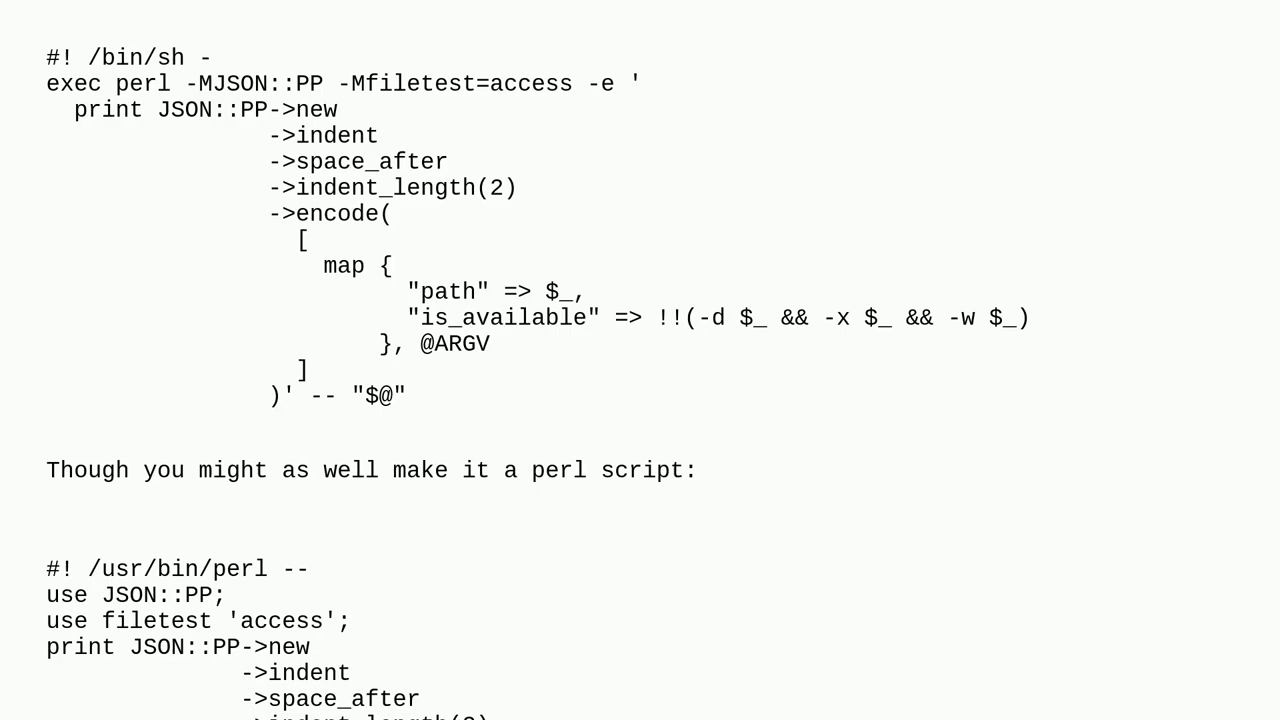 #! /bin/sh -
exec perl -MJSON::PP -Mfiletest=access -e '
  print JSON::PP->new
                ->indent
                ->space_after
                ->indent_length(2)
                ->encode(
                  [
                    map {
                          "path" => $_,
                          "is_available" => !!(-d $_ && -x $_ && -w $_)
                        }, @ARGV
                  ]
                )' -- "$@"
Though you might as well make it a perl script:
#! /usr/bin/perl --
use JSON::PP;
use filetest 'access';
print JSON::PP->new
              ->indent
              ->space_after
              ->indent_length(2)